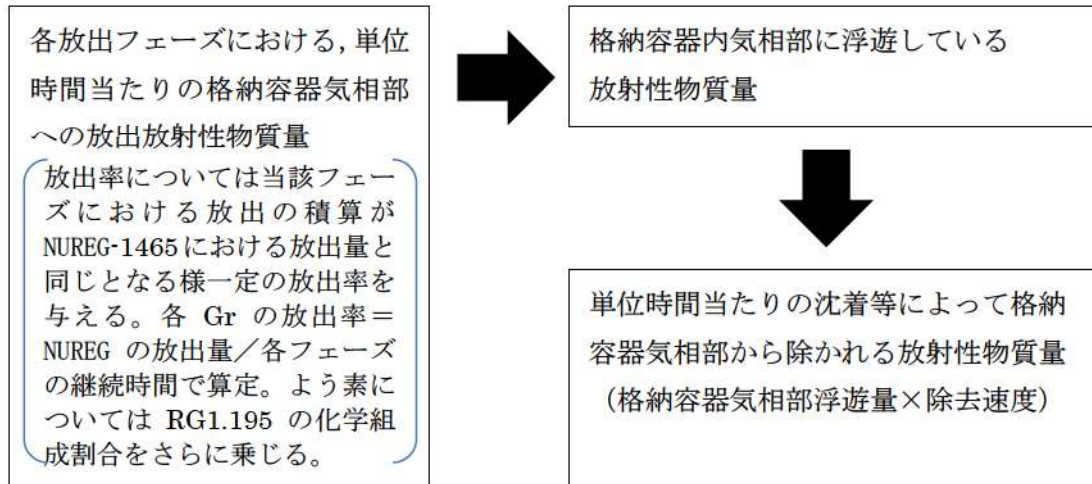 各放出フェーズにおける,単位
時間当たりの格納容器気相部
への放出放射性物質量
放出率については当該フェー
ズにおける放出の積算が
NUREG-1465における放出量と
同じとなる様一定の放出率を
与える。各 Gr の放出率＝
NUREG の放出量／各フェーズ
の継続時間で算定。よう素に
ついては RG1.195 の化学組
成割合をさらに乗じる。
格納容器内気相部に浮遊している
放射性物質量
単位時間当たりの沈着等によって格納
容器気相部から除かれる放射性物質量
（格納容器気相部浮遊量×除去速度）